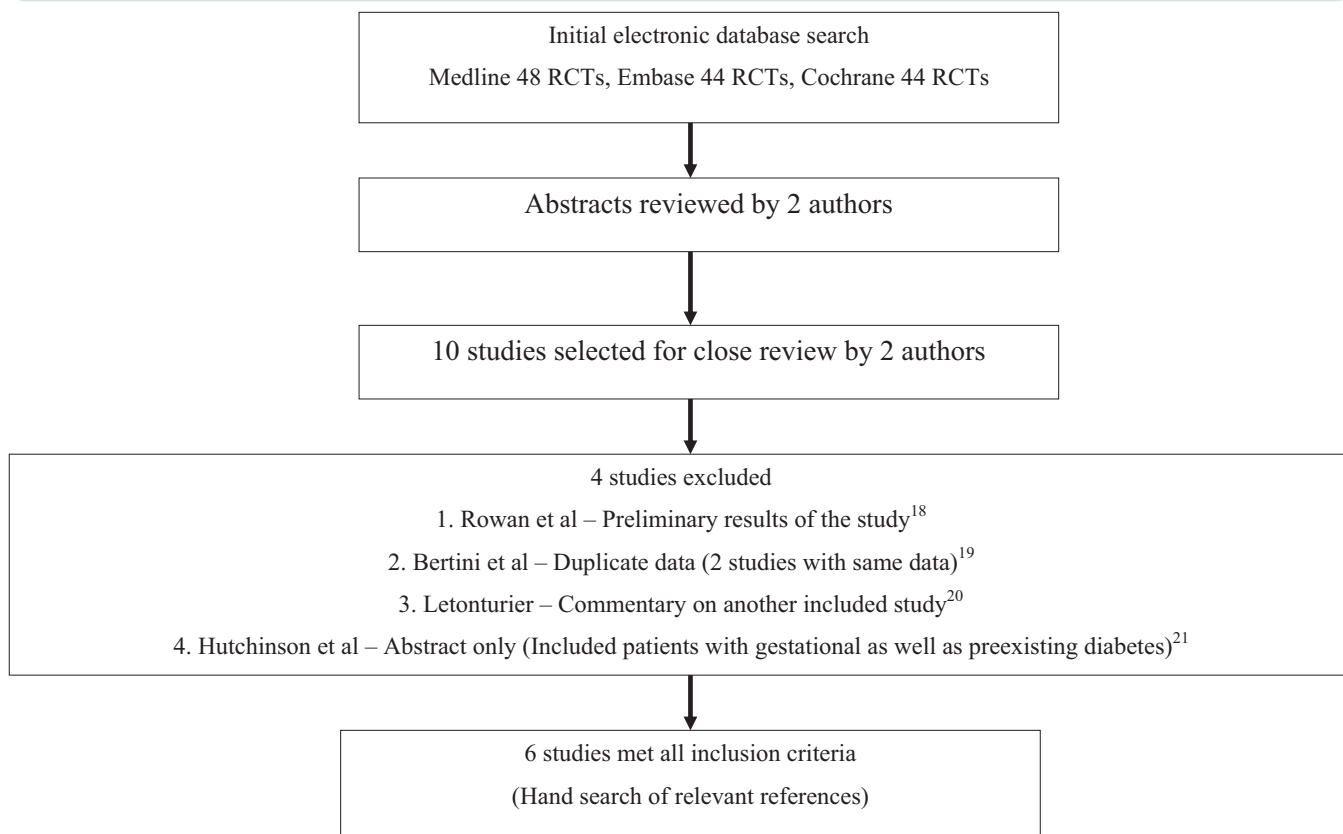 Initial electronic database search
Medline 48 RCTs, Embase 44 RCTs, Cochrane 44 RCTs
Abstracts reviewed by 2 authors
10 studies selected for close review by 2 authors
4 studies excluded
1. Rowan et al – Preliminary results of the study18
2. Bertini et al – Duplicate data (2 studies with same data)19
3. Letonturier – Commentary on another included study20
4. Hutchinson et al – Abstract only (Included patients with gestational as well as preexisting diabetes)21
6 studies met all inclusion criteria
(Hand search of relevant references)